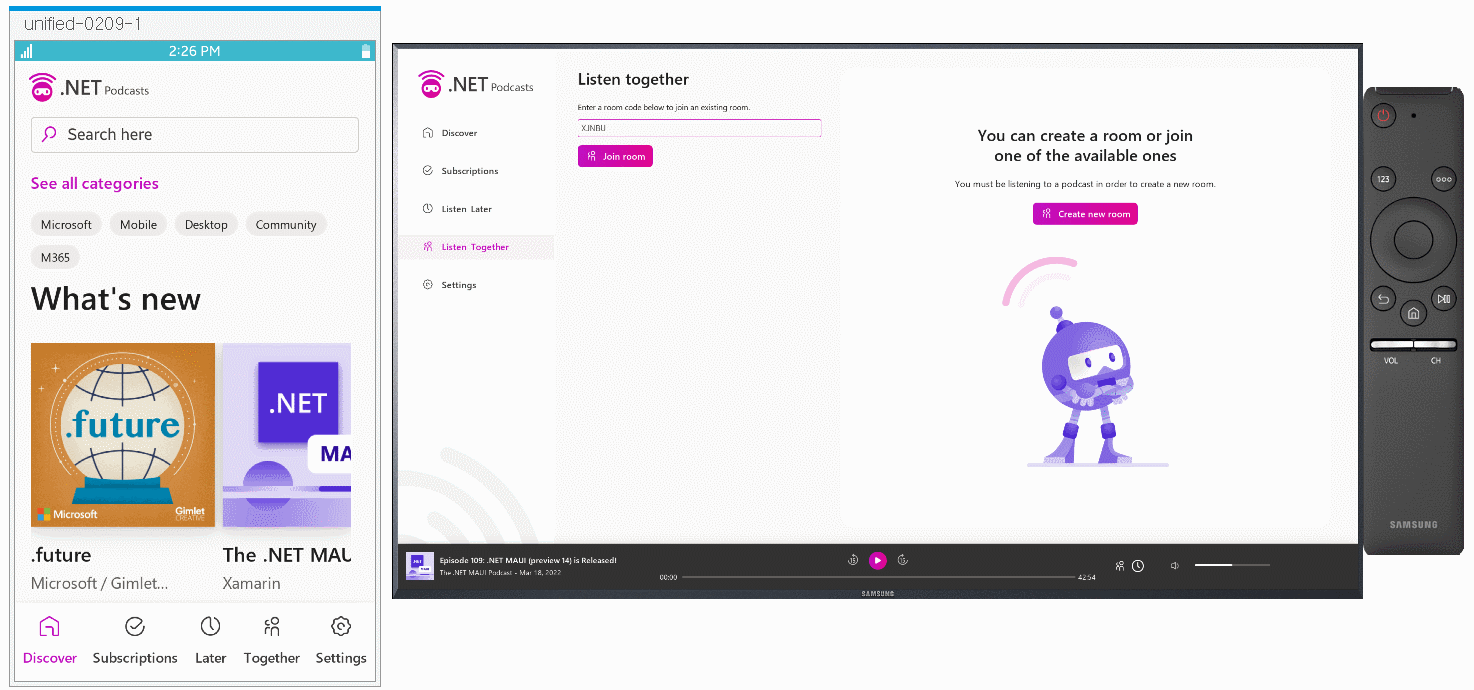 unified-0209-1
2:26 PM
.NET Podcasts
Search here
See all categories
Microsoft Mobile Desktop Community
M365
What's new
.future
Microsoft
Gimlet
CREATIVE
.NET
MA
.future
The .NET MAU
Microsoft / Gimlet...
Xamarin
Discover Subscriptions Later Together Settings
.NET Podcasts
Discover
Subscriptions
Listen Later
Listen Together
Settings
Listen together
Enter a room code below to join an existing room.
XJNBU
Join room
You can create a room or join
one of the available ones
You must be listening to a podcast in order to create a new room.
Create new room
.NET
MAU
Episode 109: .NET MAUI (preview 14) is Released!
The .NET MAUI Podcast - Mar 18, 2022
00:00
42:54
SAMSUNG
123
VOL CH
SAMSUNG